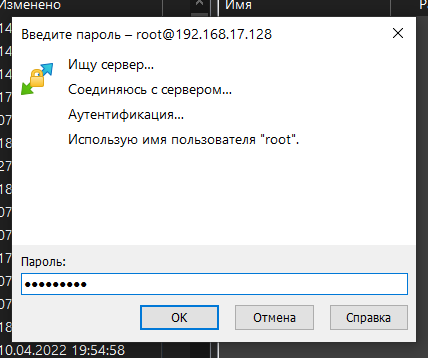 Изменено
Имя
Введите пароль – root@192.168.17.128
Ищу сервер...
Соединяюсь с сервером...
Аутентификация...
Использую имя пользователя "root".
Пароль:
●●●●●●●●●
OK
Отмена
Справка
10.04.2022 19:54:58